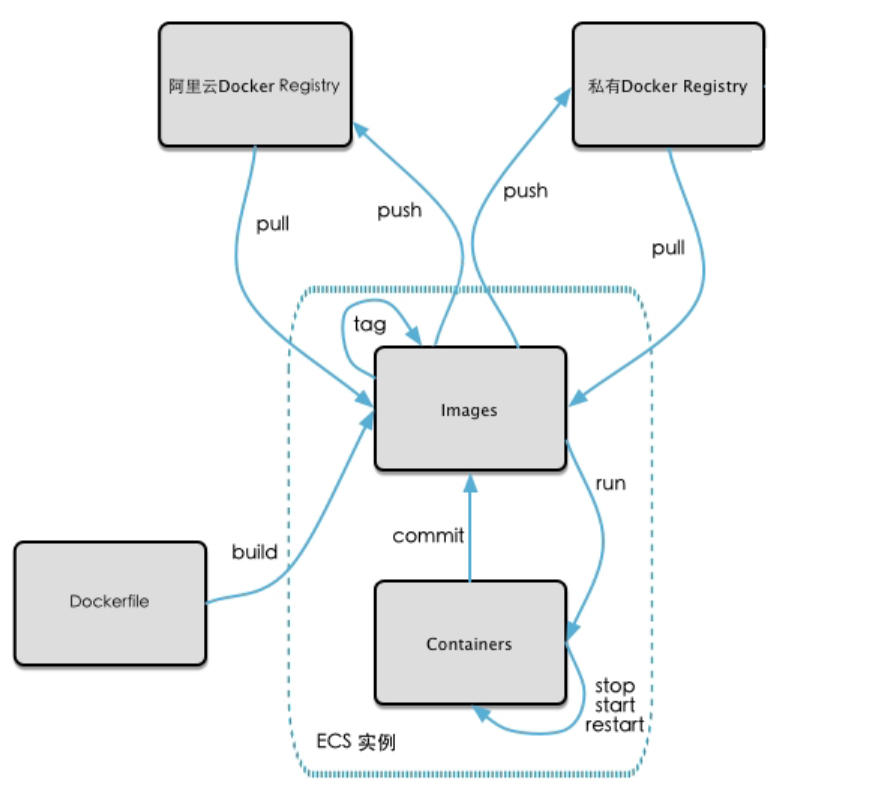 阿里云Docker Registry
私有Docker Registry
pull
push
push
pull
tag
Images
run
commit
build
Dockerfile
Containers
stop
start
restart
ECS 实例